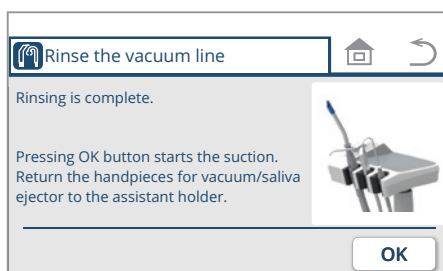 Rinse the vacuum line
Rinsing is complete.
Pressing OK button starts the suction.
Return the handpieces for vacuum/saliva
ejector to the assistant holder.
OK